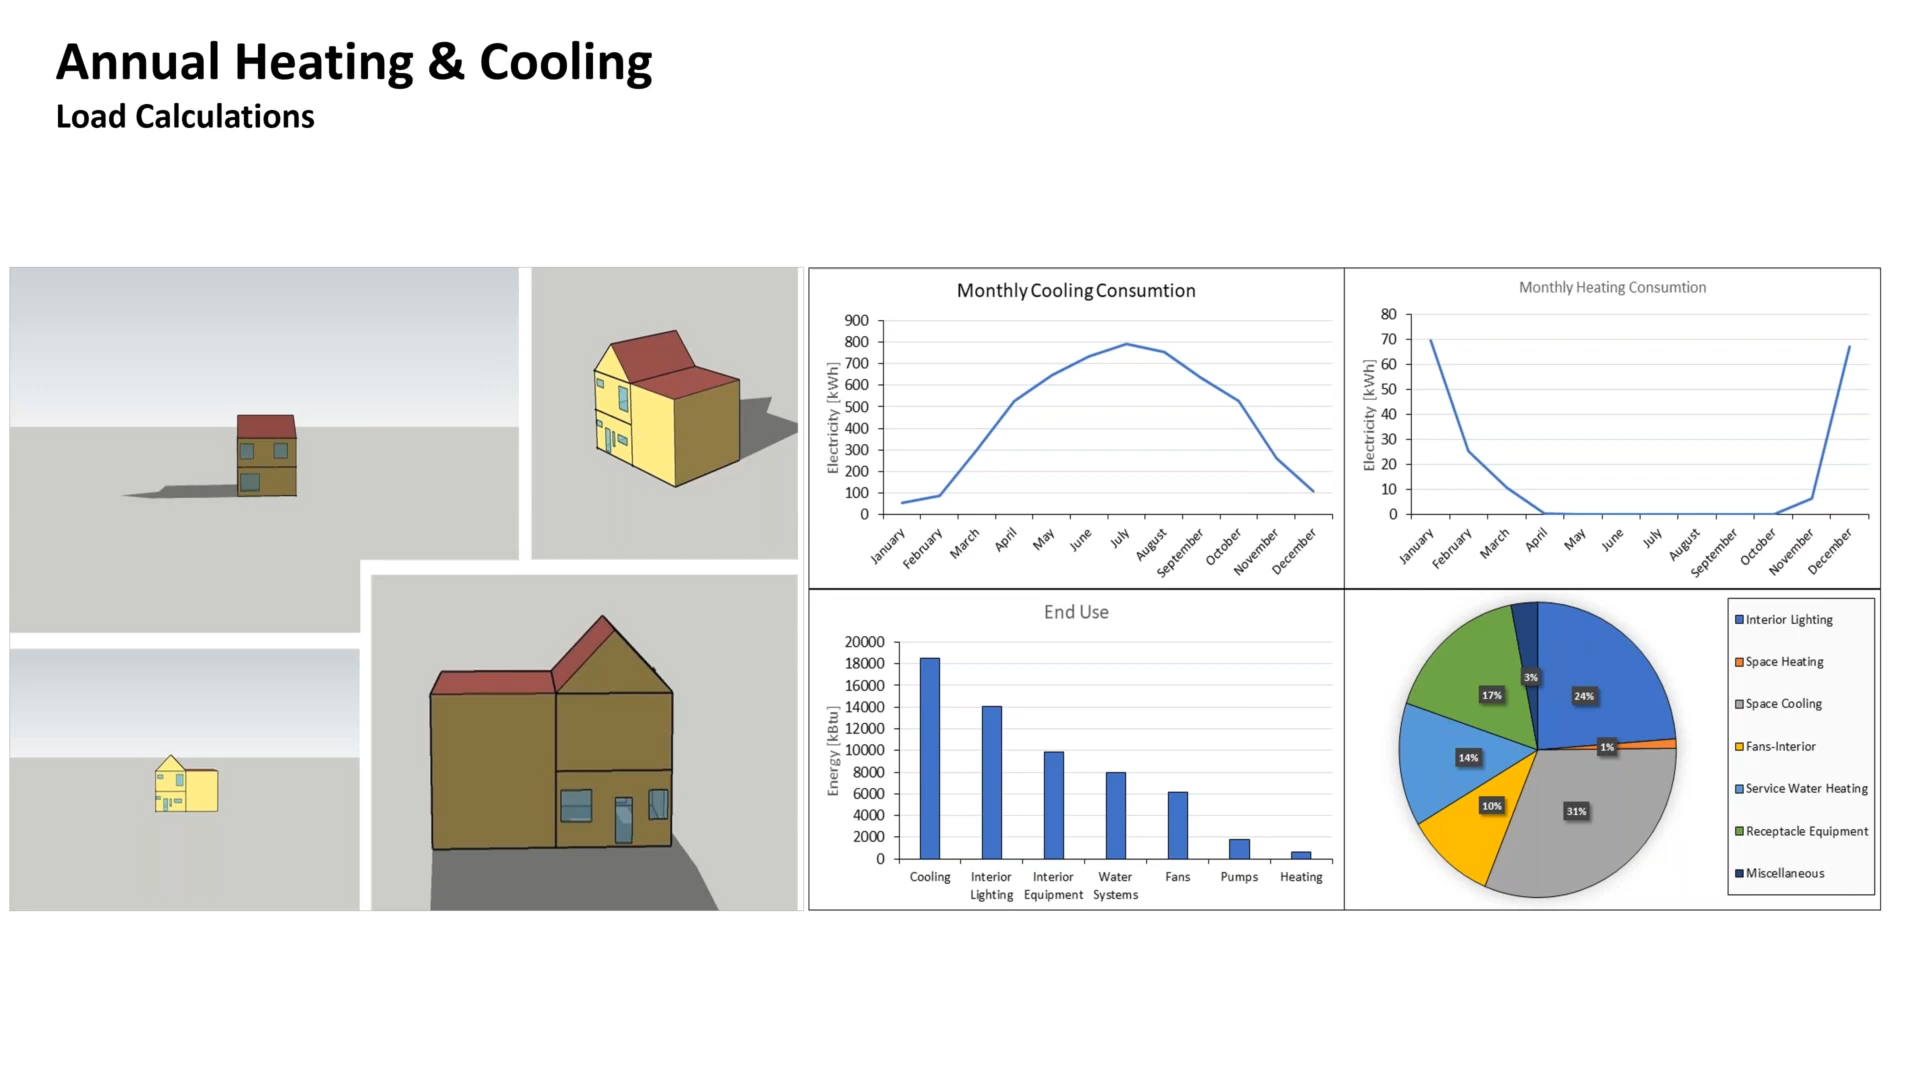 Annual Heating & Cooling
Load Calculations
Monthly Cooling Consumtion
Electricity [kWh]
900
800
700
600
500
400
300
200
100
0
January
February
March
April
May
June
July
August
September
October
November
December
Monthly Heating Consumtion
Electricity [kWh]
80
70
60
50
40
30
20
10
0
January
February
March
April
May
June
July
August
September
October
November
December
End Use
Energy [kBtu]
20000
18000
16000
14000
12000
10000
8000
6000
4000
2000
0
Cooling
Interior
Lighting
Interior
Equipment
Water
Systems
Fans
Pumps
Heating
3%
24%
17%
1%
14%
10%
31%
Interior Lighting
Space Heating
Space Cooling
Fans-Interior
Service Water Heating
Receptacle Equipment
Miscellaneous